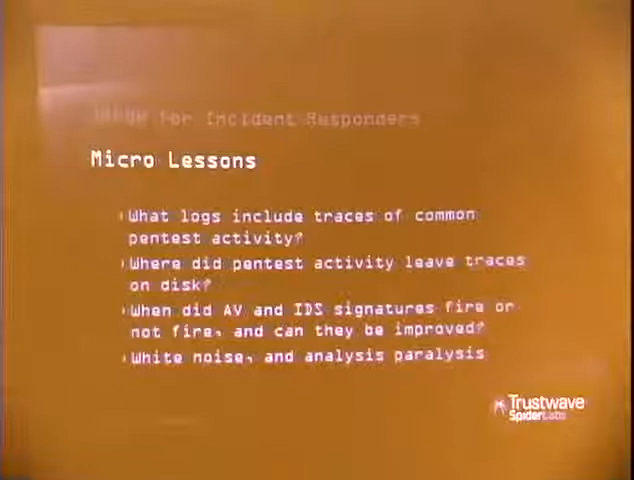 for Incident Responders
Micro Lessons
What logs include traces of common
pentest activity?
Where did pentest activity leave traces
on disk?
When did AV and IDS signatures fire or
not fire, and can they be improved?
White noise, and analysis paralysis
Trustwave
SpiderLabs